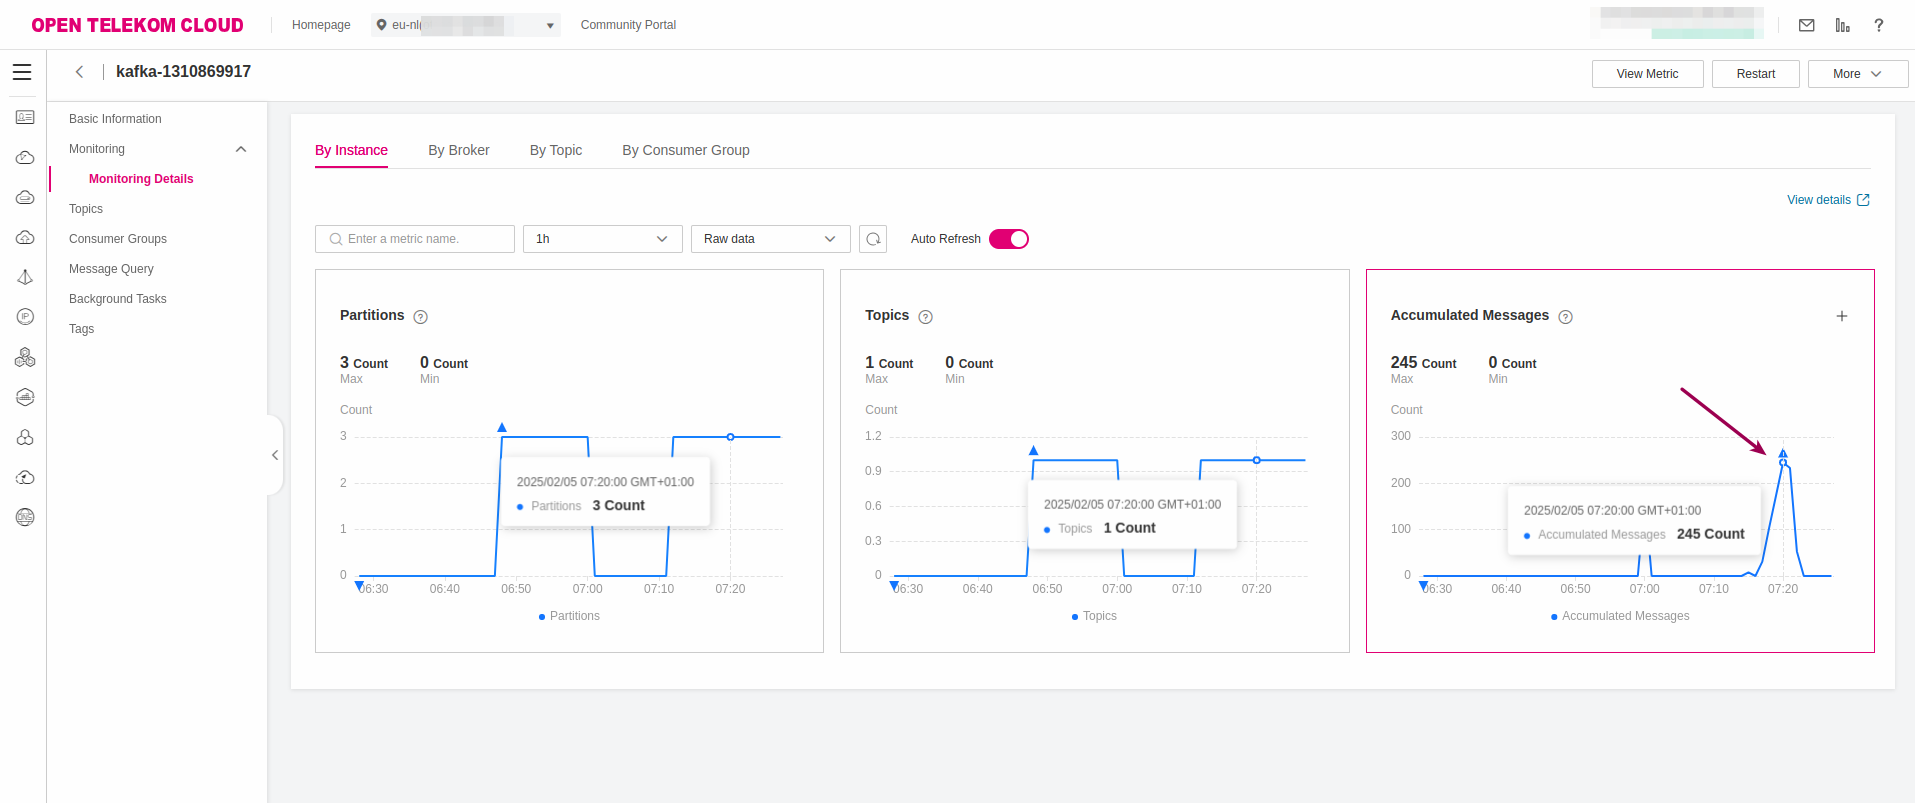 OPEN TELEKOM CLOUD
Homepage
eu-nl
Community Portal
kafka-1310869917
View Metric
Restart
More
Basic Information
Monitoring
Monitoring Details
Topics
Consumer Groups
Message Query
Background Tasks
Tags
By Instance
By Broker
By Topic
By Consumer Group
View details
Enter a metric name.
1h
Raw data
Auto Refresh
Partitions
3 Count
0 Count
Max
Min
Count
3
2
1
0
2025/02/05 07:20:00 GMT+01:00
Partitions 3 Count
06:30 06:40 06:50 07:00 07:10 07:20
Partitions
Topics
1 Count
0 Count
Max
Min
Count
1.2
0.9
0.6
0.3
0
2025/02/05 07:20:00 GMT+01:00
Topics 1 Count
06:30 06:40 06:50 07:00 07:10 07:20
Topics
Accumulated Messages
245 Count
0 Count
Max
Min
Count
300
200
100
0
2025/02/05 07:20:00 GMT+01:00
Accumulated Messages 245 Count
06:30 06:40 06:50 07:00 07:10 07:20
Accumulated Messages
IP
DNS